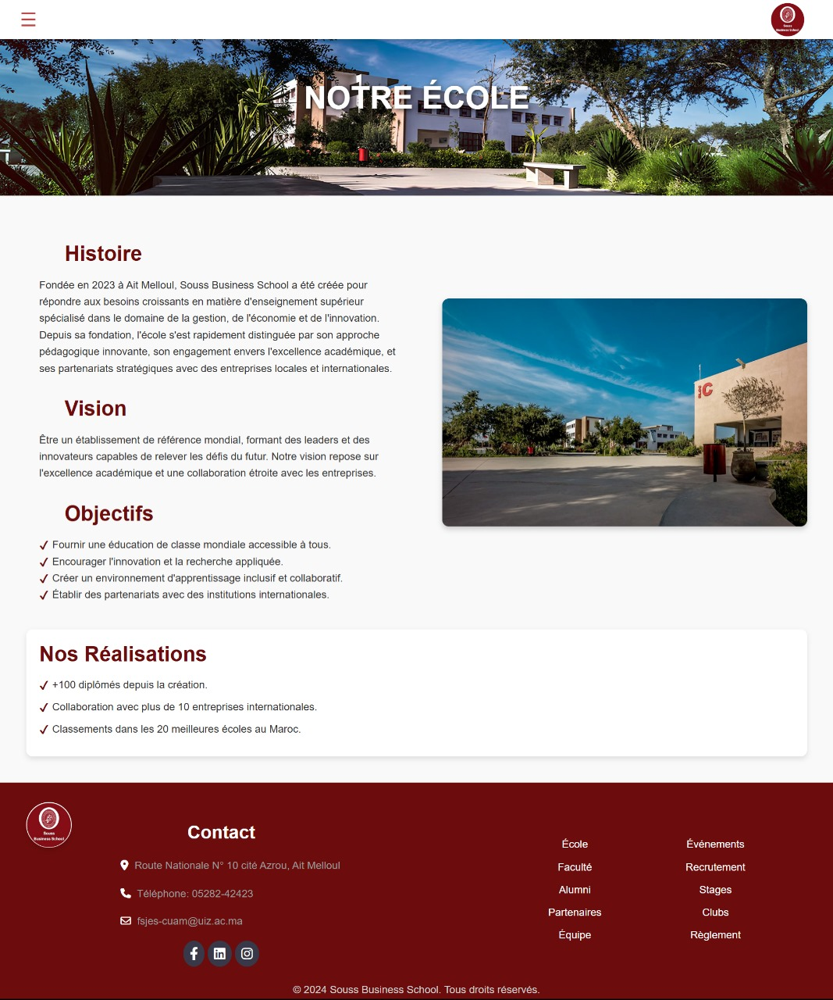 ☰
Souss
Business School
NOTRE ÉCOLE
Histoire
Fondée en 2023 à Ait Melloul, Souss Business School a été créée pour
répondre aux besoins croissants en matière d'enseignement supérieur
spécialisé dans le domaine de la gestion, de l'économie et de l'innovation.
Depuis sa fondation, l'école s'est rapidement distinguée par son approche
pédagogique innovante, son engagement envers l'excellence académique, et
ses partenariats stratégiques avec des entreprises locales et internationales.
Vision
Être un établissement de référence mondial, formant des leaders et des
innovateurs capables de relever les défis du futur. Notre vision repose sur
l'excellence académique et une collaboration étroite avec les entreprises.
Objectifs
✓ Fournir une éducation de classe mondiale accessible à tous.
✓ Encourager l'innovation et la recherche appliquée.
✓ Créer un environnement d'apprentissage inclusif et collaboratif.
✓ Établir des partenariats avec des institutions internationales.
Nos Réalisations
✓ +100 diplômés depuis la création.
✓ Collaboration avec plus de 10 entreprises internationales.
✓ Classements dans les 20 meilleures écoles au Maroc.
Souss
Business School
Contact
Route Nationale N° 10 cité Azrou, Ait Melloul
Téléphone: 05282-42423
fsjes-cuam@uiz.ac.ma
École
Faculté
Alumni
Partenaires
Équipe
Événements
Recrutement
Stages
Clubs
Règlement
© 2024 Souss Business School. Tous droits réservés.